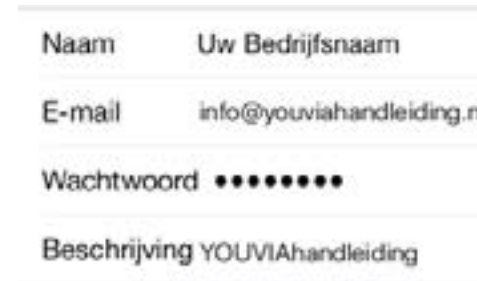 Naam Uw Bedrijfsnaam
E-mail info@youviahandleiding.n
Wachtwoord ●●●●●●●●
Beschrijving YOUVIAhandleiding